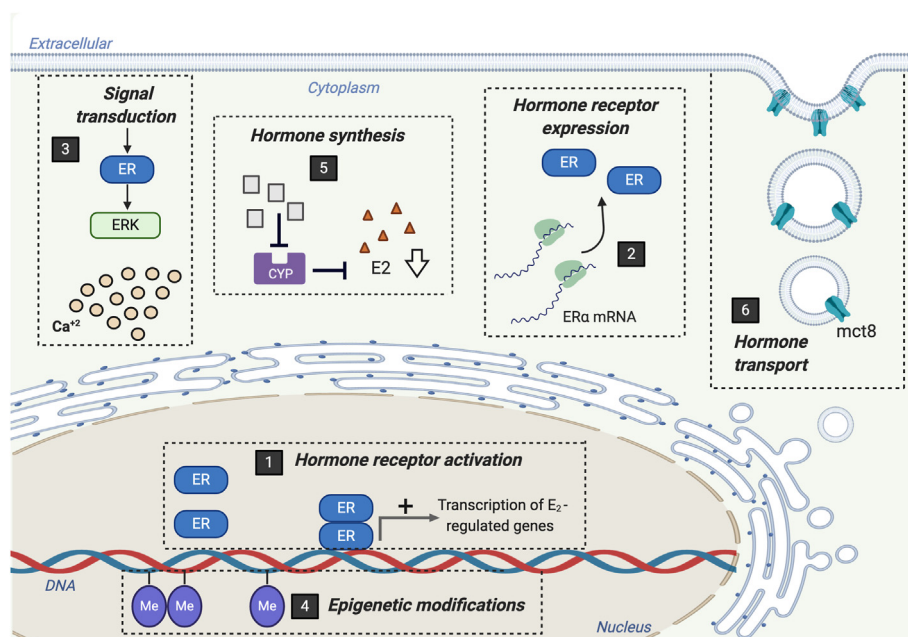 Extracellular
Cytoplasm
Signal
transduction
3
ER
ERK
Ca+2
Hormone synthesis
5
CYP
E2
Hormone receptor
expression
ER
ER
2
ERα mRNA
6
mct8
Hormone
transport
1
Hormone receptor activation
ER
ER
ER
ER
+
Transcription of E₂-
regulated genes
DNA
Me
Me
Me
4
Epigenetic modifications
Nucleus